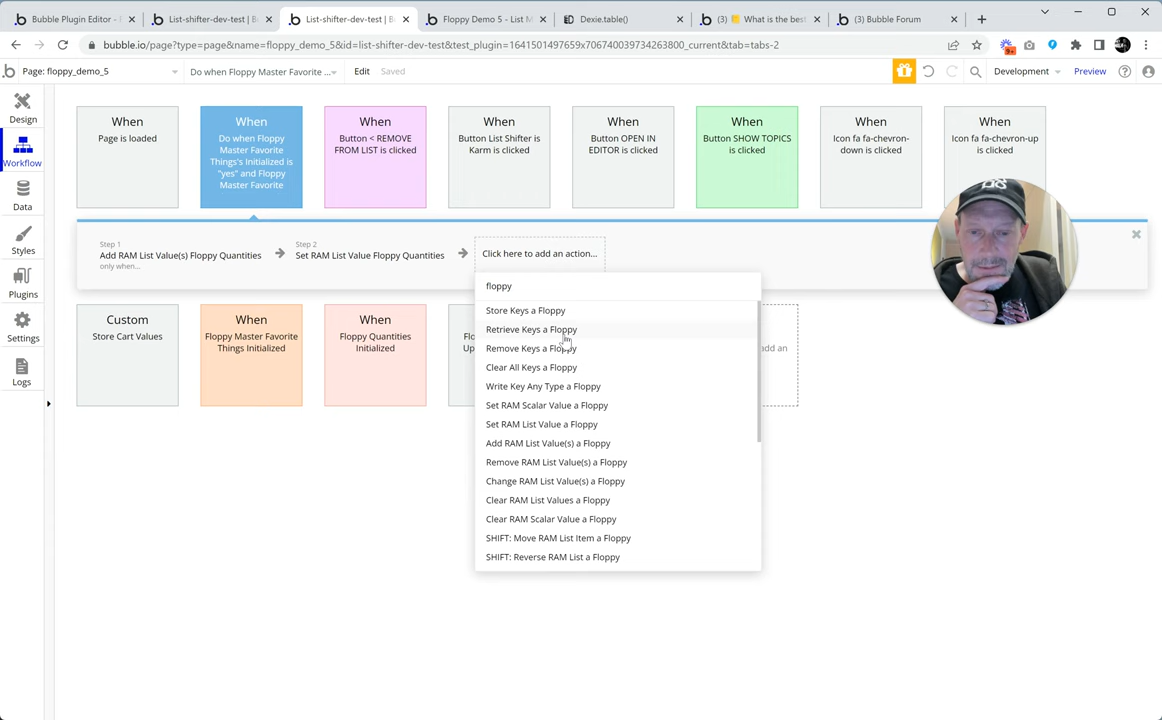 Bubble Plugin Editor -
List-shifter-dev-test | B
List-shifter-dev-test | B
Floppy Demo 5 - List M
Dexie.table()
(3) What is the best
(3) Bubble Forum
bubble.io/page?type=page&name=floppy_demo_5&id=list-shifter-dev-test&test_plugin=1641501497659x706740039734263800_current&tab=tabs-2
9+
Page: floppy_demo_5
Do when Floppy Master Favorite ...
Edit
Saved
Development
Preview
Design
Workflow
Data
Styles
Plugins
Settings
Logs
When
Page is loaded
When
Do when Floppy
Master Favorite
Things's Initialized is
"yes" and Floppy
Master Favorite
When
Button < REMOVE
FROM LIST is clicked
When
Button List Shifter is
Karm is clicked
When
Button OPEN IN
EDITOR is clicked
When
Button SHOW TOPICS
is clicked
When
Icon fa fa-chevron-
down is clicked
When
Icon fa fa-chevron-up
is clicked
Step 1
Add RAM List Value(s) Floppy Quantities
only when...
Step 2
Set RAM List Value Floppy Quantities
Click here to add an action...
floppy
Store Keys a Floppy
Retrieve Keys a Floppy
Remove Keys a Floppy
Clear All Keys a Floppy
Write Key Any Type a Floppy
Set RAM Scalar Value a Floppy
Set RAM List Value a Floppy
Add RAM List Value(s) a Floppy
Remove RAM List Value(s) a Floppy
Change RAM List Value(s) a Floppy
Clear RAM List Values a Floppy
Clear RAM Scalar Value a Floppy
SHIFT: Move RAM List Item a Floppy
SHIFT: Reverse RAM List a Floppy
Custom
Store Cart Values
When
Floppy Master Favorite
Things Initialized
When
Floppy Quantities
Initialized
Flo
Up
add an